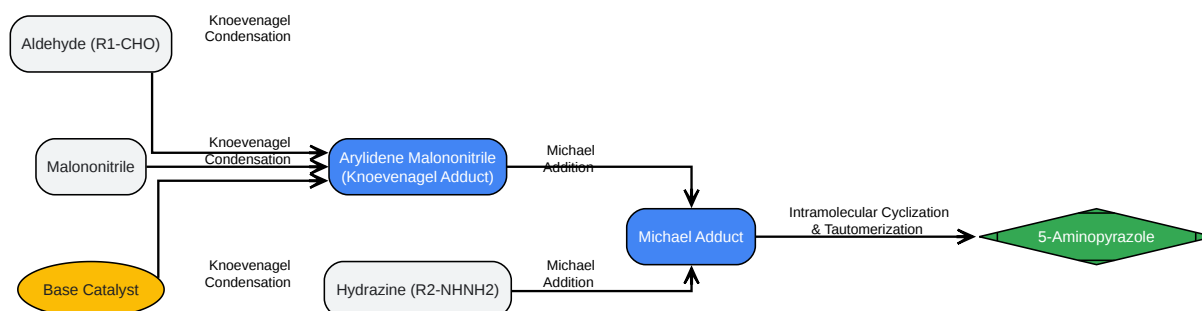 Knoevenagel
Condensation
Aldehyde (R1-CHO)
Knoevenagel
Condensation
Malononitrile
Arylidene Malononitrile
(Knoevenagel Adduct)
Michael
Addition
Intramolecular Cyclization
& Tautomerization
Michael Adduct
5-Aminopyrazole
Knoevenagel
Condensation
Base Catalyst
Hydrazine (R2-NHNH2)
Michael
Addition